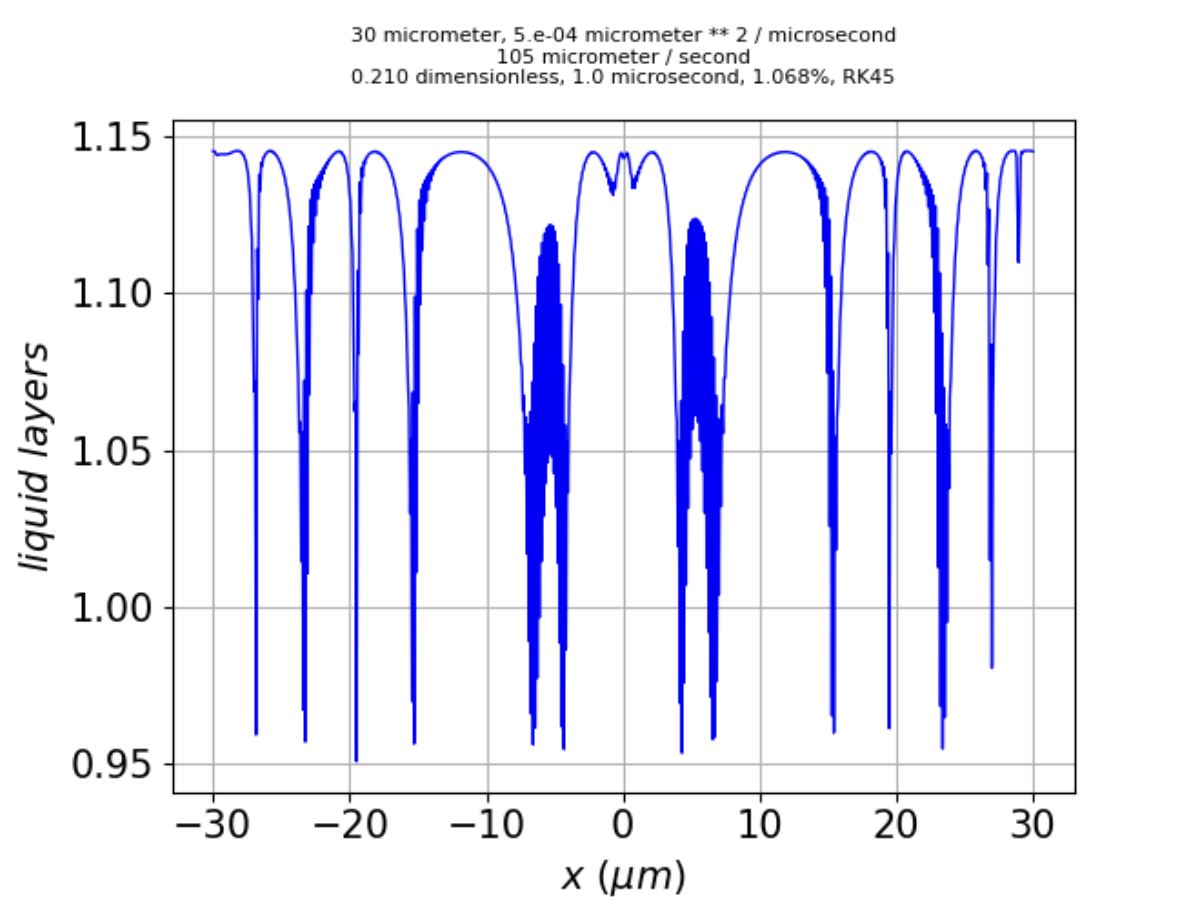 30 micrometer, 5.e-04 micrometer ** 2 / microsecond
105 micrometer / second
0.210 dimensionless, 1.0 microsecond, 1.068%, RK45
1.15
1.10
1.05
1.00
0.95
liquid layers
−30 −20 −10 0 10 20 30
x (μm)